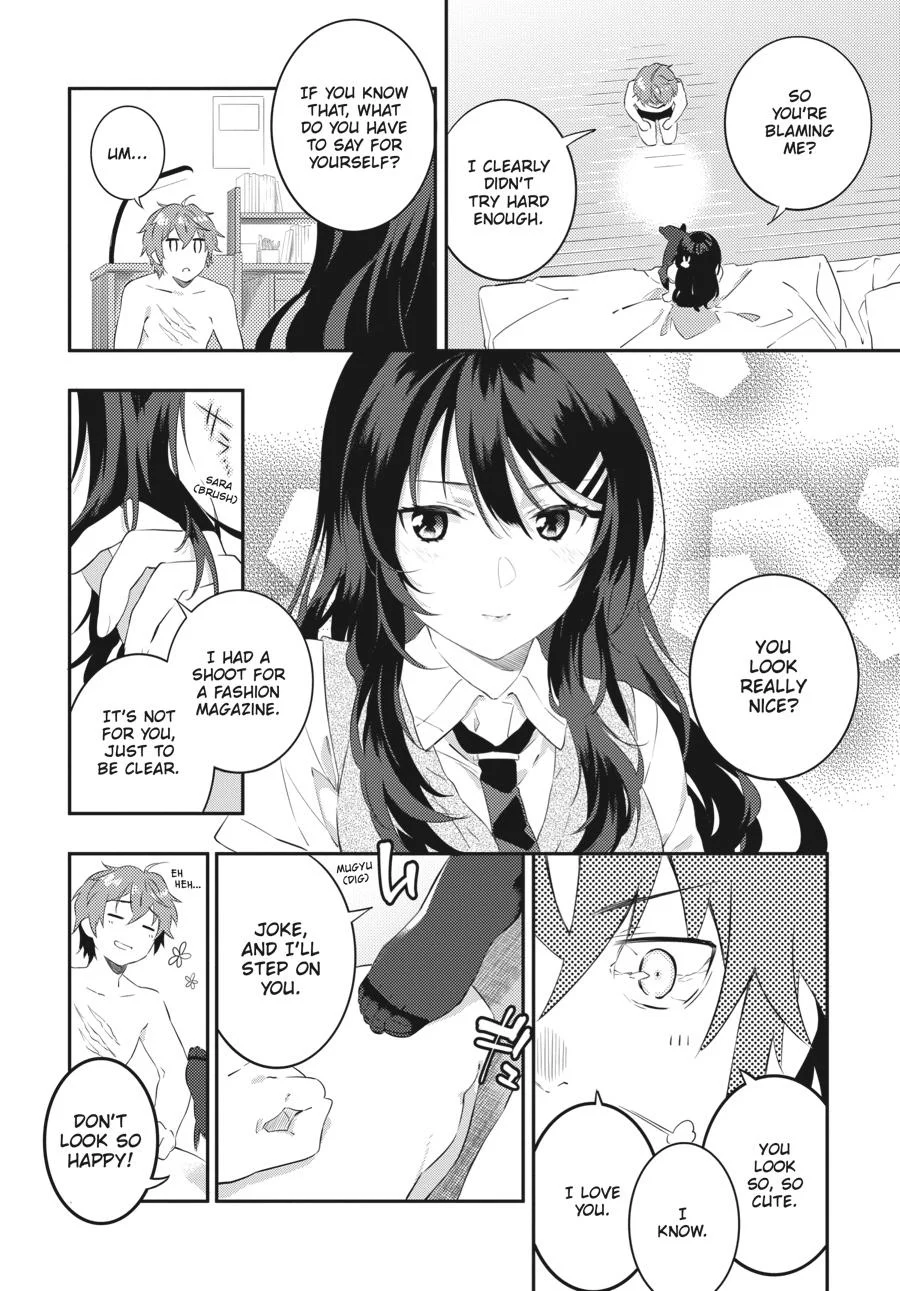 SO
YOU'RE
BLAMING
ME?
I CLEARLY
DIDN'T
TRY HARD
ENOUGH.
IF YOU KNOW
THAT, WHAT
DO YOU HAVE
TO SAY FOR
YOURSELF?
UM...
YOU
LOOK
REALLY
NICE?
SARA
(BRUSH)
I HAD A
SHOOT FOR
A FASHION
MAGAZINE.
IT'S NOT
FOR YOU,
JUST TO
BE CLEAR.
YOU
LOOK
SO, SO
CUTE.
I
KNOW.
I LOVE
YOU.
MUGYU
(DIG)
ムギュ
JOKE,
AND I'LL
STEP ON
YOU.
EH
HEH...
DON'T
LOOK SO
HAPPY!